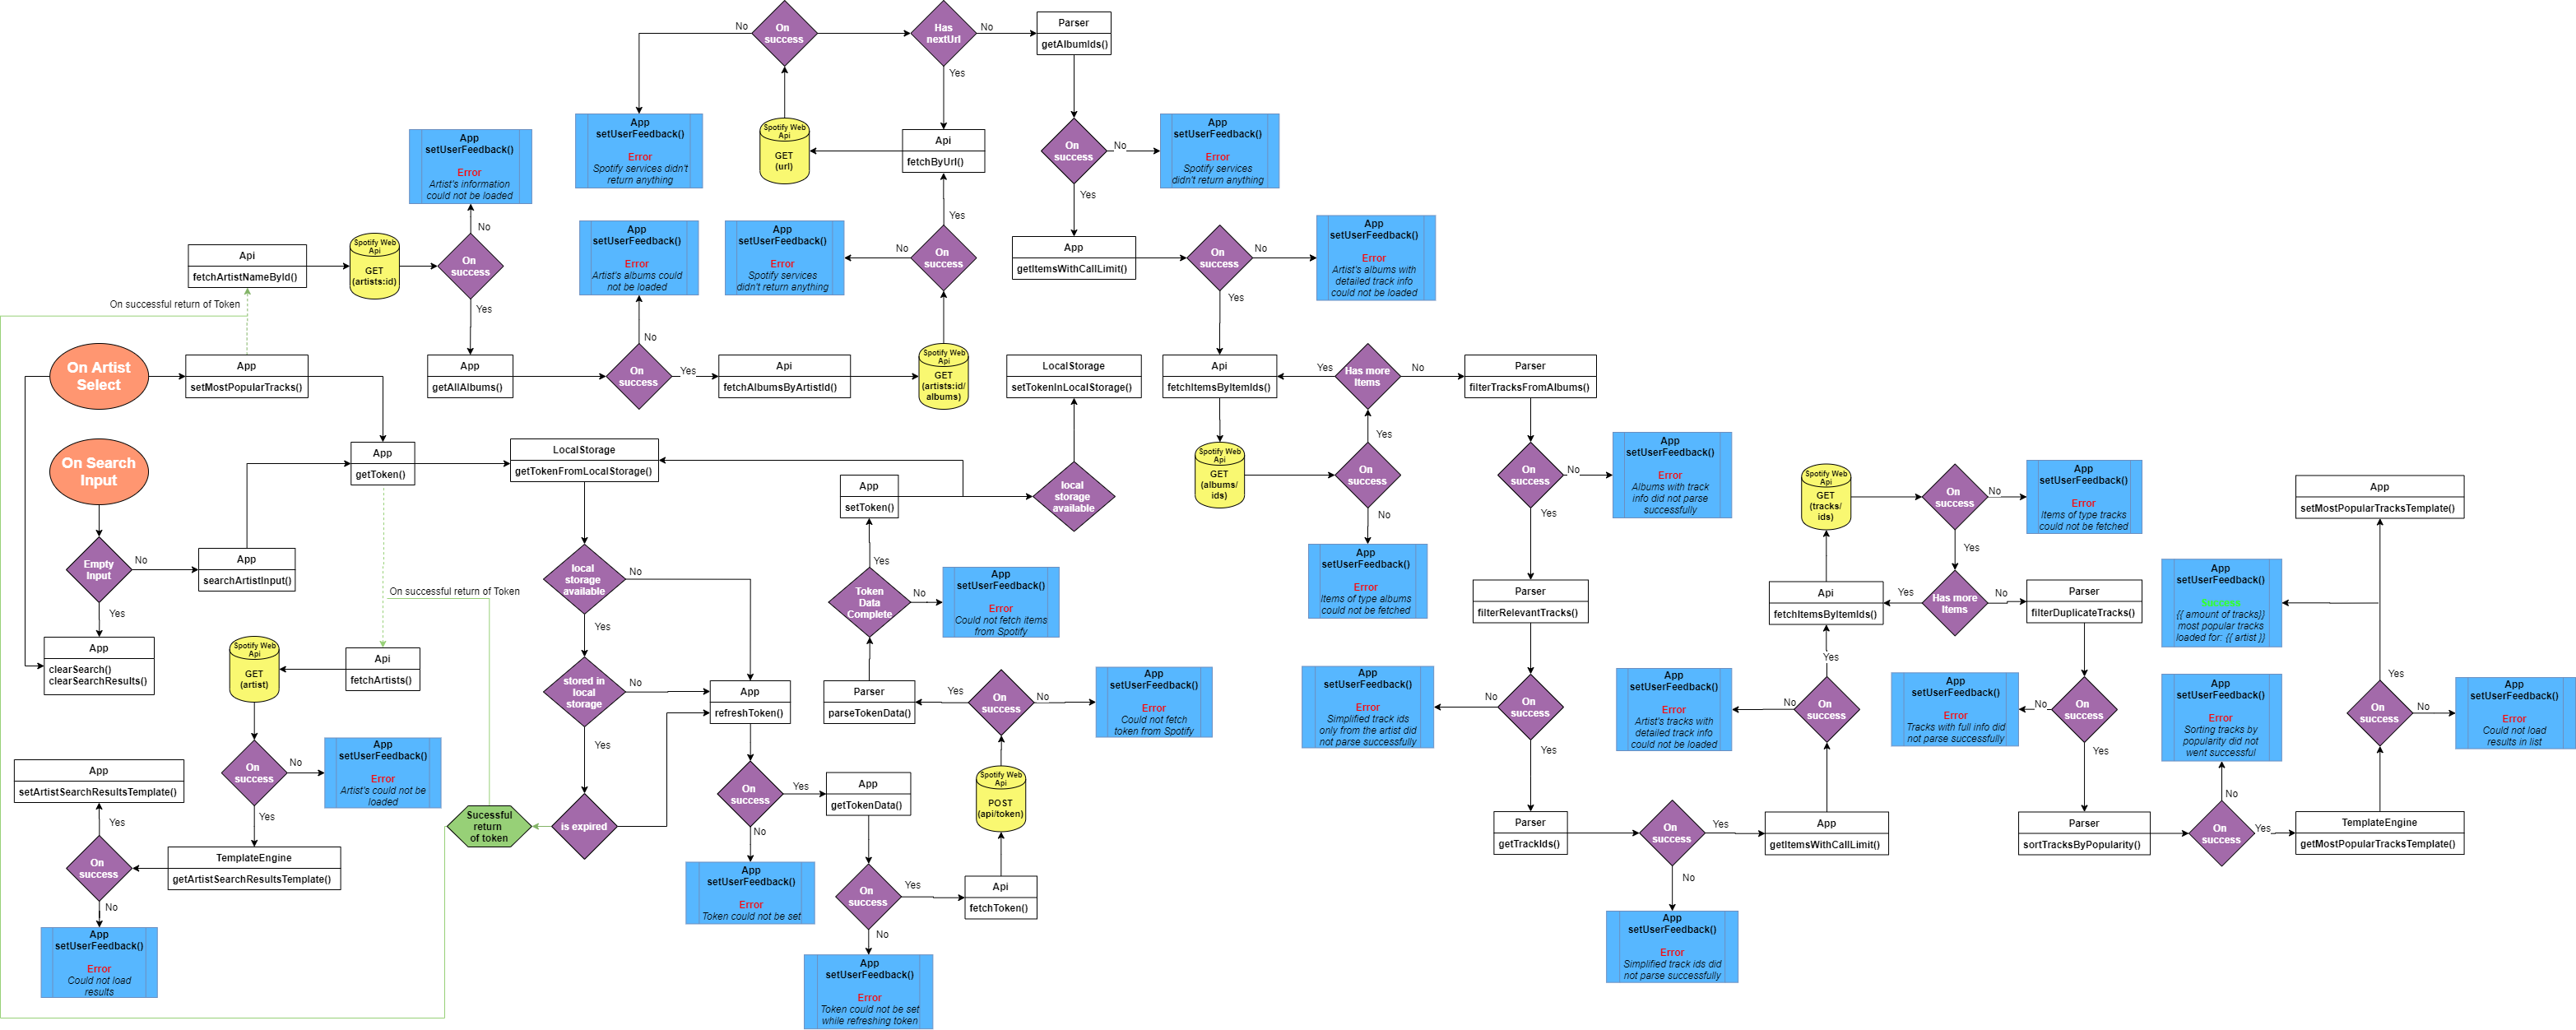 On
success
No
Has
nextUrl
No
Parser
getAlbumIds()
Yes
App
setUserFeedback()
Error
Spotify services didn't
return anything
Spotify Web
Api
GET
(url)
Api
fetchByUrl()
On
success
No
App
setUserFeedback()
Error
Spotify services
didn't return anything
Yes
App
setUserFeedback()
Error
Artist's information
could not be loaded
No
Api
fetchArtistNameById()
Spotify Web
Api
GET
(artists:id)
On
success
Yes
On successful return of Token
App
setUserFeedback()
Error
Artist's albums could
not be loaded
App
setUserFeedback()
Error
Spotify services
didn't return anything
No
On
success
Yes
App
getItemsWithCallLimit()
On
success
No
App
setUserFeedback()
Error
Artist's albums with
detailed track info
could not be loaded
Yes
On Artist
Select
App
setMostPopularTracks()
App
getAllAlbums()
No
On
success
Yes
Api
fetchAlbumsByArtistId()
Spotify Web
Api
GET
(artists:id/
albums)
LocalStorage
setTokenInLocalStorage()
Api
fetchItemsByItemIds()
Yes
Has more
Items
No
Parser
filterTracksFromAlbums()
On Search
Input
App
getToken()
LocalStorage
getTokenFromLocalStorage()
App
setToken()
local
storage
available
Spotify Web
Api
GET
(albums/
ids)
Yes
On
success
No
On
success
No
App
setUserFeedback()
Error
Albums with track
info did not parse
successfully
Yes
Spotify Web
Api
GET
(tracks/
ids)
On
success
No
App
setUserFeedback()
Error
Items of type tracks
could not be fetched
Yes
App
setMostPopularTracksTemplate()
Empty
Input
No
App
searchArtistInput()
Yes
On successful return of Token
local
storage
available
No
Yes
Yes
Token
Data
Complete
No
App
setUserFeedback()
Error
Could not fetch items
from Spotify
App
setUserFeedback()
Error
Items of type albums
could not be fetched
Parser
filterRelevantTracks()
Api
fetchItemsByItemIds()
Yes
Has more
Items
No
Parser
filterDuplicateTracks()
App
setUserFeedback()
Success
{{ amount of tracks}}
most popular tracks
loaded for: {{ artist }}
App
clearSearch()
clearSearchResults()
Spotify Web
Api
GET
(artist)
Api
fetchArtists()
stored in
local
storage
No
Yes
App
refreshToken()
Parser
parseTokenData()
Yes
On
success
No
App
setUserFeedback()
Error
Could not fetch
token from Spotify
App
setUserFeedback()
Error
Simplified track ids
only from the artist did
not parse successfully
No
On
success
Yes
App
setUserFeedback()
Error
Artist's tracks with
detailed track info
could not be loaded
Yes
No
On
success
App
setUserFeedback()
Error
Tracks with full info did
not parse successfully
No
On
success
Yes
App
setUserFeedback()
Error
Sorting tracks by
popularity did not
went successful
No
Yes
On
success
No
App
setUserFeedback()
Error
Could not load
results in list
App
setArtistSearchResultsTemplate()
On
success
No
App
setUserFeedback()
Error
Artist's could not be
loaded
Yes
Sucessful
return
of token
is expired
On
success
Yes
No
App
getTokenData()
Spotify Web
Api
POST
(api/token)
Parser
getTrackIds()
On
success
Yes
No
App
getItemsWithCallLimit()
Parser
sortTracksByPopularity()
On
success
Yes
TemplateEngine
getMostPopularTracksTemplate()
Yes
On
success
TemplateEngine
getArtistSearchResultsTemplate()
No
App
setUserFeedback()
Error
Could not load
results
App
setUserFeedback()
Error
Token could not be set
On
success
Yes
Api
fetchToken()
No
App
setUserFeedback()
Error
Token could not be set
while refreshing token
App
setUserFeedback()
Error
Simplified track ids did
not parse successfully